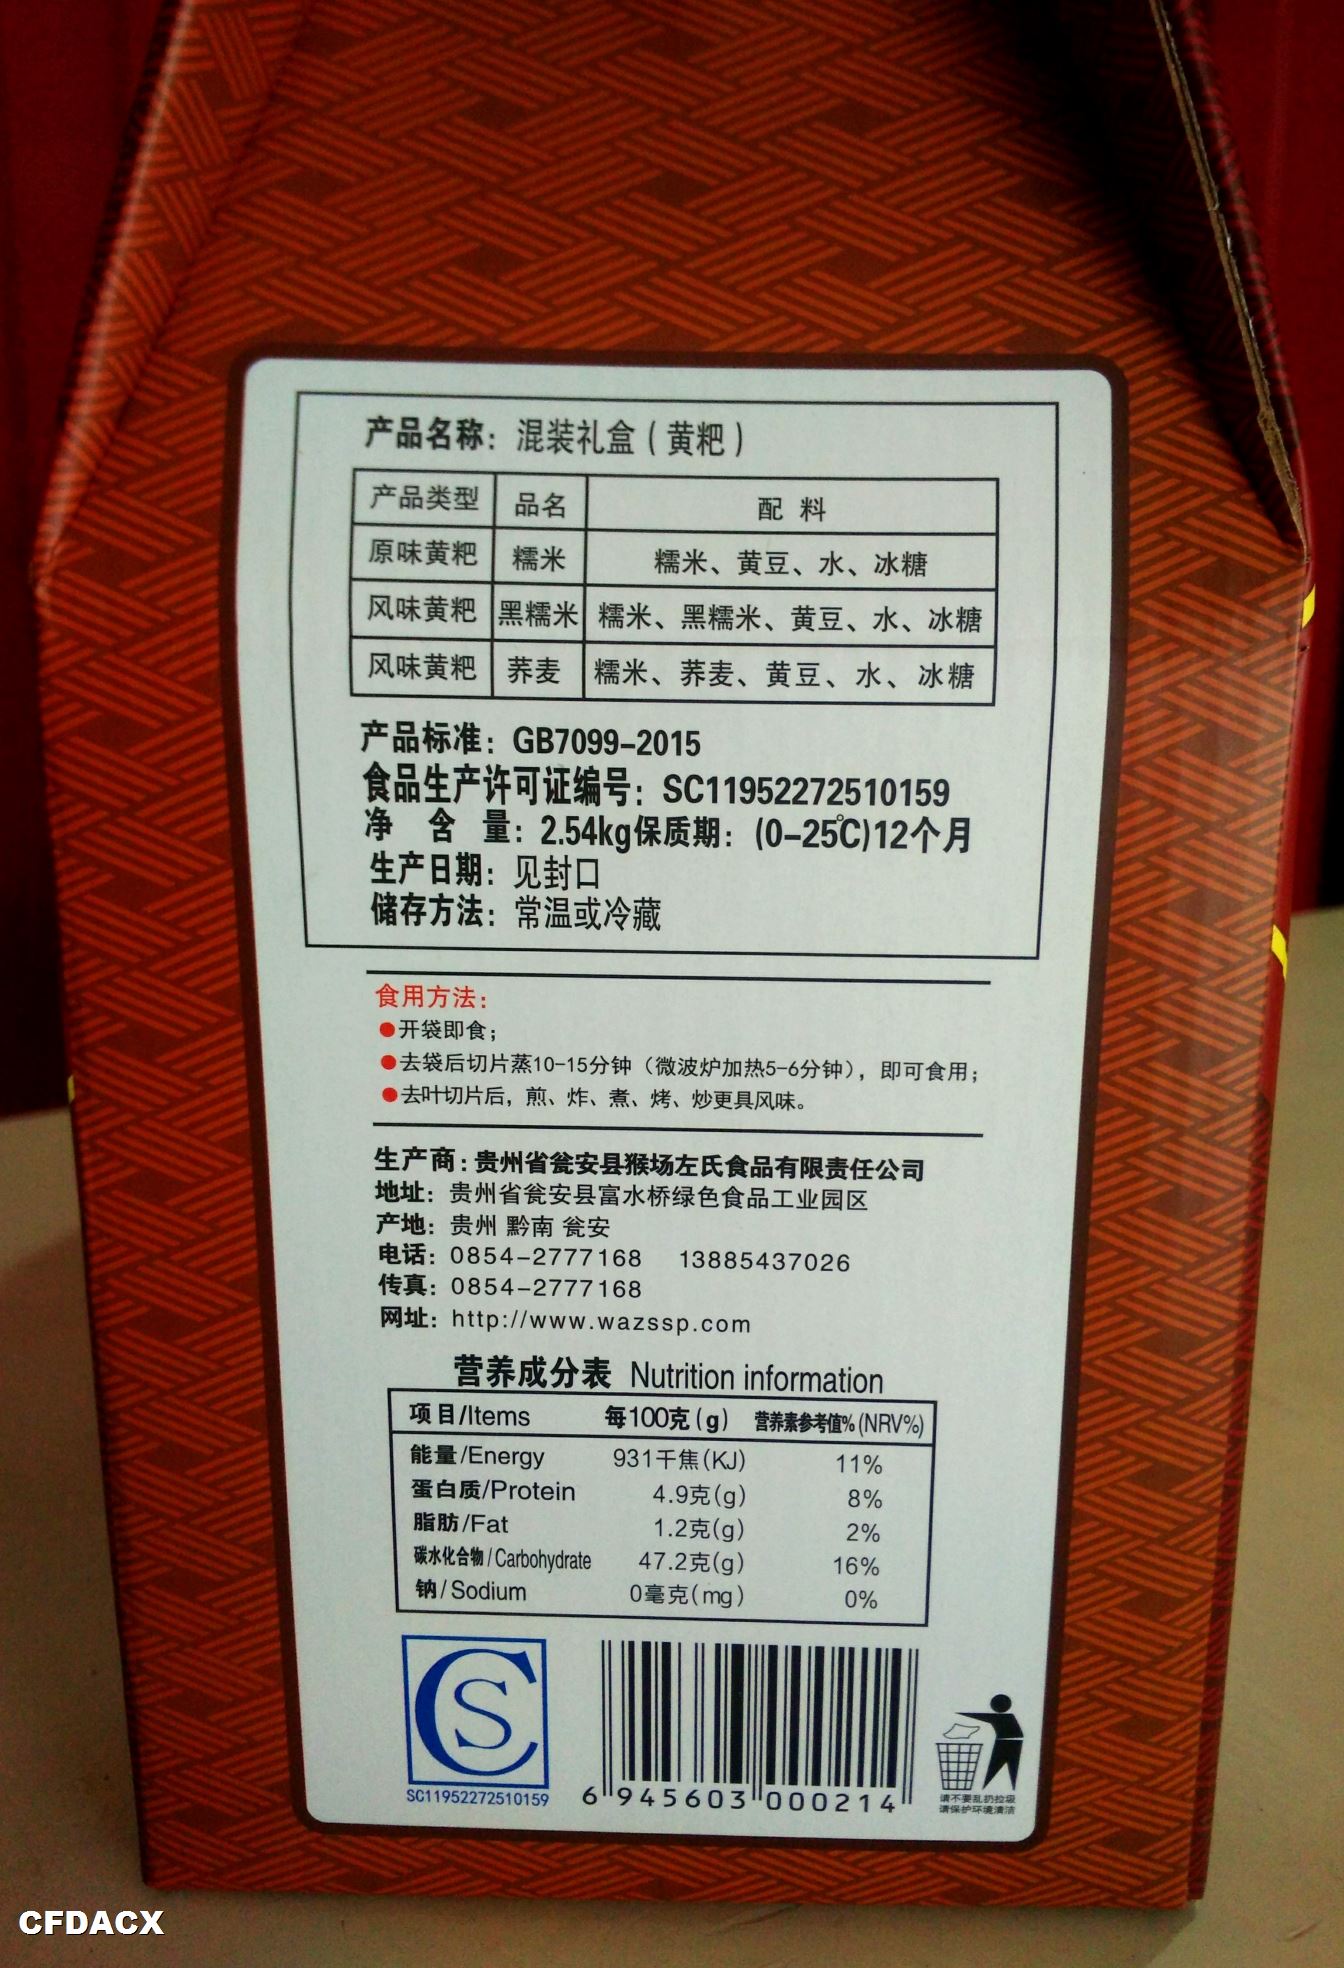 产品名称：混装礼盒（黄粑）
产品类型 品名 配 料
原味黄粑 糯米 糯米、黄豆、水、冰糖
风味黄粑 黑糯米 糯米、黑糯米、黄豆、水、冰糖
风味黄粑 荞麦 糯米、荞麦、黄豆、水、冰糖
产品标准：GB7099-2015
食品生产许可证编号：SC11952272510159
净 含 量：2.54kg保质期：(0-25℃)12个月
生产日期：见封口
储存方法：常温或冷藏
食用方法：
●开袋即食；
●去袋后切片蒸10-15分钟（微波炉加热5-6分钟），即可食用；
●去叶切片后，煎、炸、煮、烤、炒更具风味。
生产商：贵州省瓮安县猴场左氏食品有限责任公司
地址：贵州省瓮安县富水桥绿色食品工业园区
产地：贵州 黔南 瓮安
电话：0854-2777168 13885437026
传真：0854-2777168
网址：http://www.wazssp.com
营养成分表 Nutrition information
项目/Items 每100克(g) 营养素参考值%(NRV%)
能量/Energy 931千焦(KJ) 11%
蛋白质/Protein 4.9克(g) 8%
脂肪/Fat 1.2克(g) 2%
碳水化合物/Carbohydrate 47.2克(g) 16%
钠/Sodium 0毫克(mg) 0%
SC11952272510159
6 945603 000214
请不要乱扔垃圾
请保护环境清洁
CFDACX